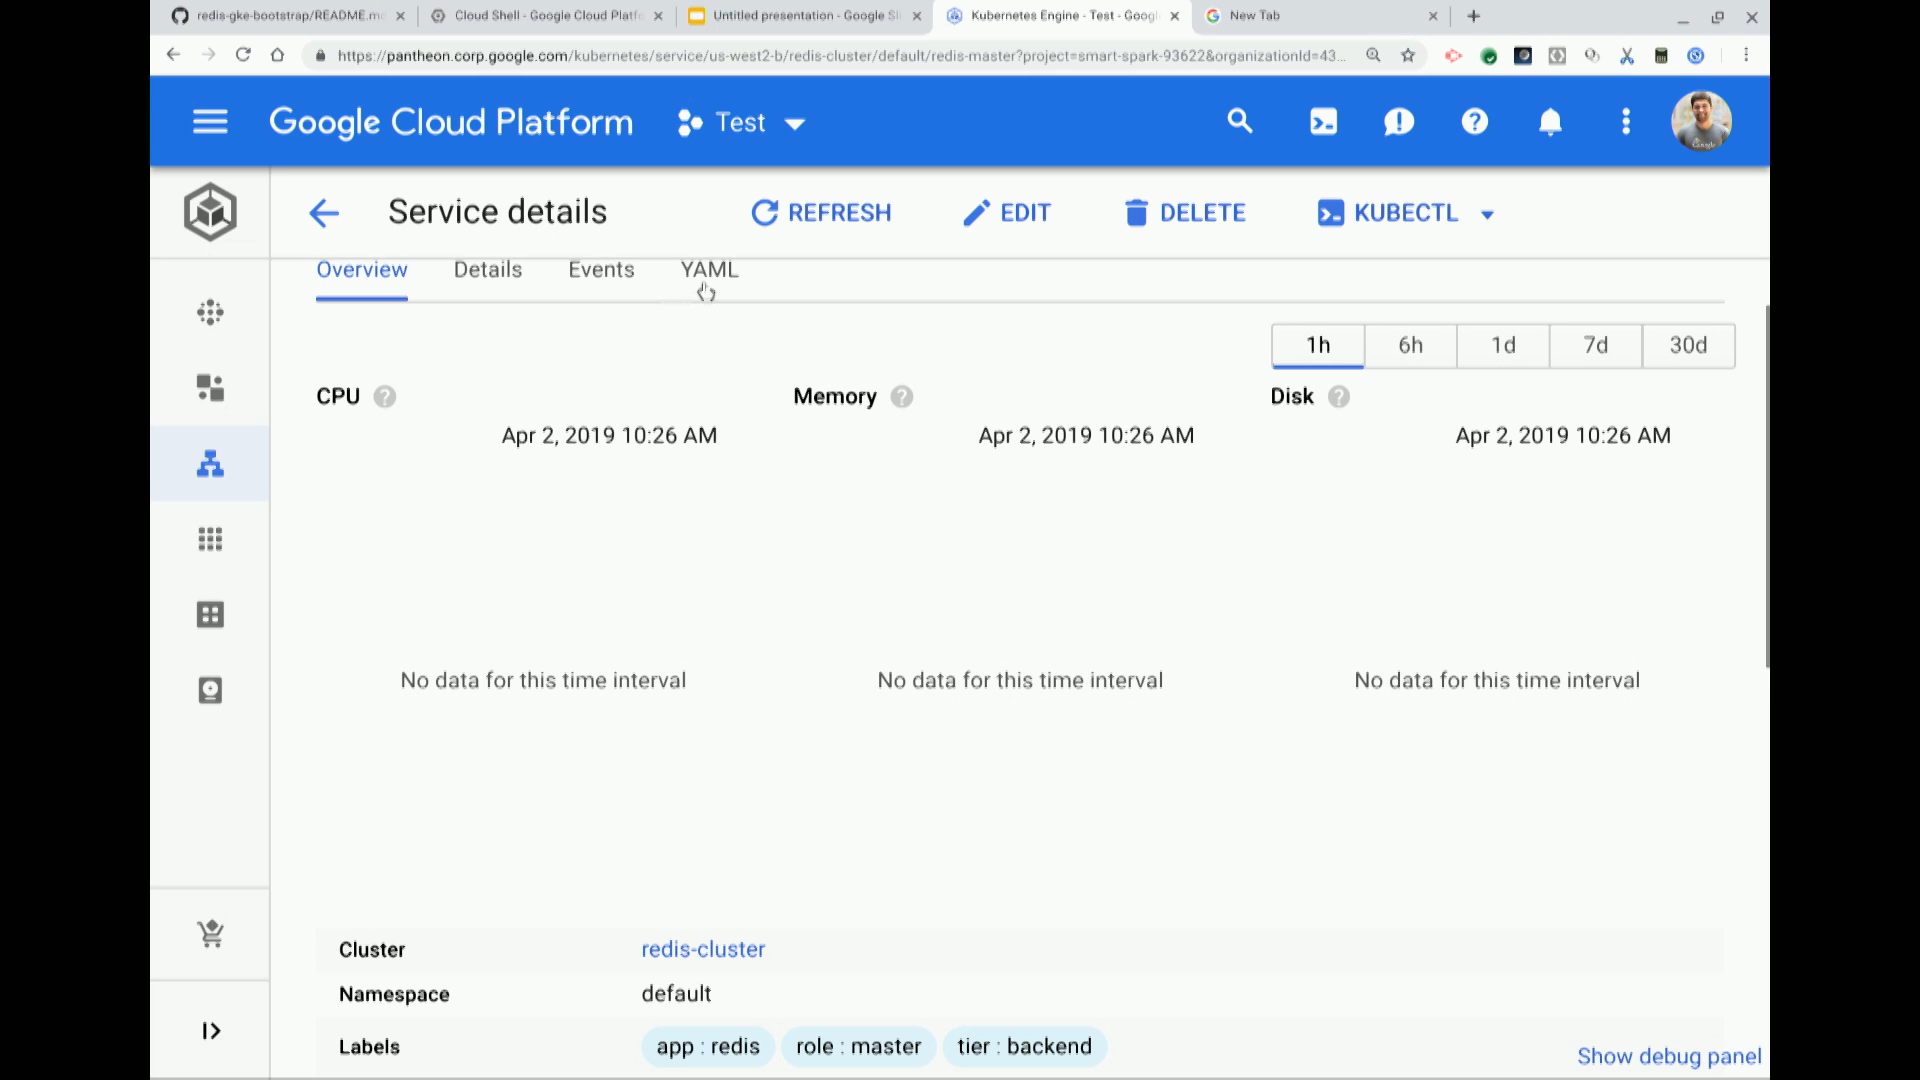 redis-gke-bootstrap/README.m
Cloud Shell - Google Cloud Platf
Untitled presentation - Google Sl
Kubernetes Engine - Test - Goog
New Tab
https://pantheon.corp.google.com/kubernetes/service/us-west2-b/redis-cluster/default/redis-master?project=smart-spark-93622&organizationId=43...
Google Cloud Platform
Test
Service details
REFRESH
EDIT
DELETE
KUBECTL
Overview
Details
Events
YAML
1h
6h
1d
7d
30d
CPU
Memory
Disk
Apr 2, 2019 10:26 AM
Apr 2, 2019 10:26 AM
Apr 2, 2019 10:26 AM
No data for this time interval
No data for this time interval
No data for this time interval
Cluster
redis-cluster
Namespace
default
Labels
app : redis
role : master
tier : backend
Show debug panel